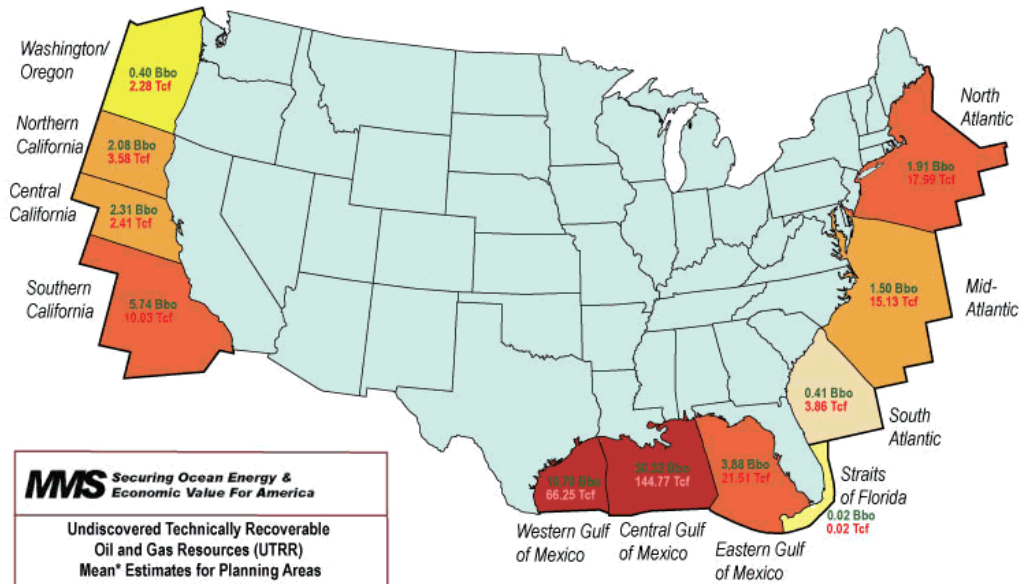 Washington/
Oregon
0.40 Bbo
2.28 Tcf
Northern
California
2.08 Bbo
3.58 Tcf
Central
California
2.31 Bbo
2.41 Tcf
Southern
California
5.74 Bbo
10.03 Tcf
North
Atlantic
1.91 Bbo
17.99 Tcf
Mid-
Atlantic
1.50 Bbo
15.13 Tcf
South
Atlantic
0.41 Bbo
3.86 Tcf
Straits
of Florida
0.02 Bbo
0.02 Tcf
3.88 Bbo
21.51 Tcf
Eastern Gulf
of Mexico
30.32 Bbo
144.77 Tcf
Central Gulf
of Mexico
Bbo
66.25 Tcf
Western Gulf
of Mexico
MMS Securing Ocean Energy &
Economic Value For America
Undiscovered Technically Recoverable
Oil and Gas Resources (UTRR)
Mean* Estimates for Planning Areas